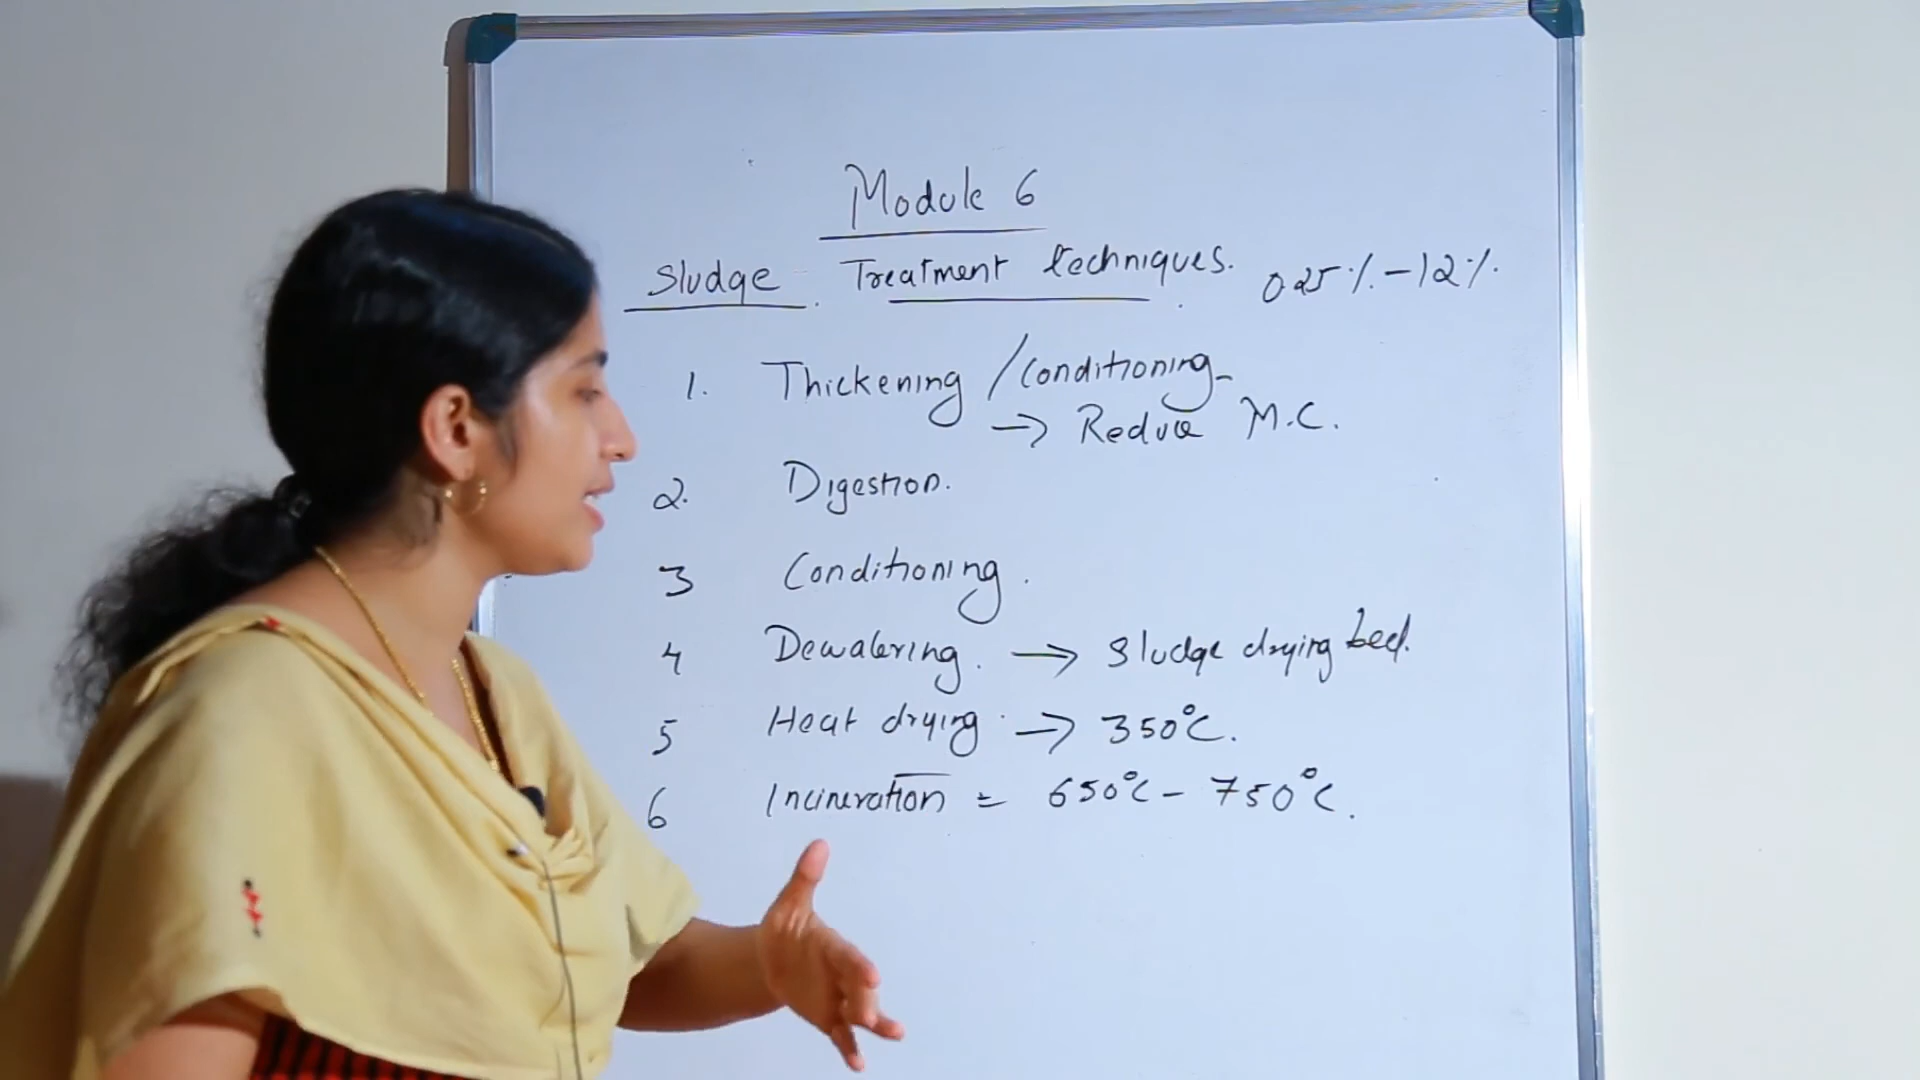 Module 6
Sludge Treatment techniques. 0.25% - 12%.
1. Thickening / Conditioning
→ Reduce M.C.
2. Digestion.
3 Conditioning.
4 Dewatering. → Sludge drying bed.
5 Heat drying → 350°C.
6 Incineration = 650°C - 750°C.